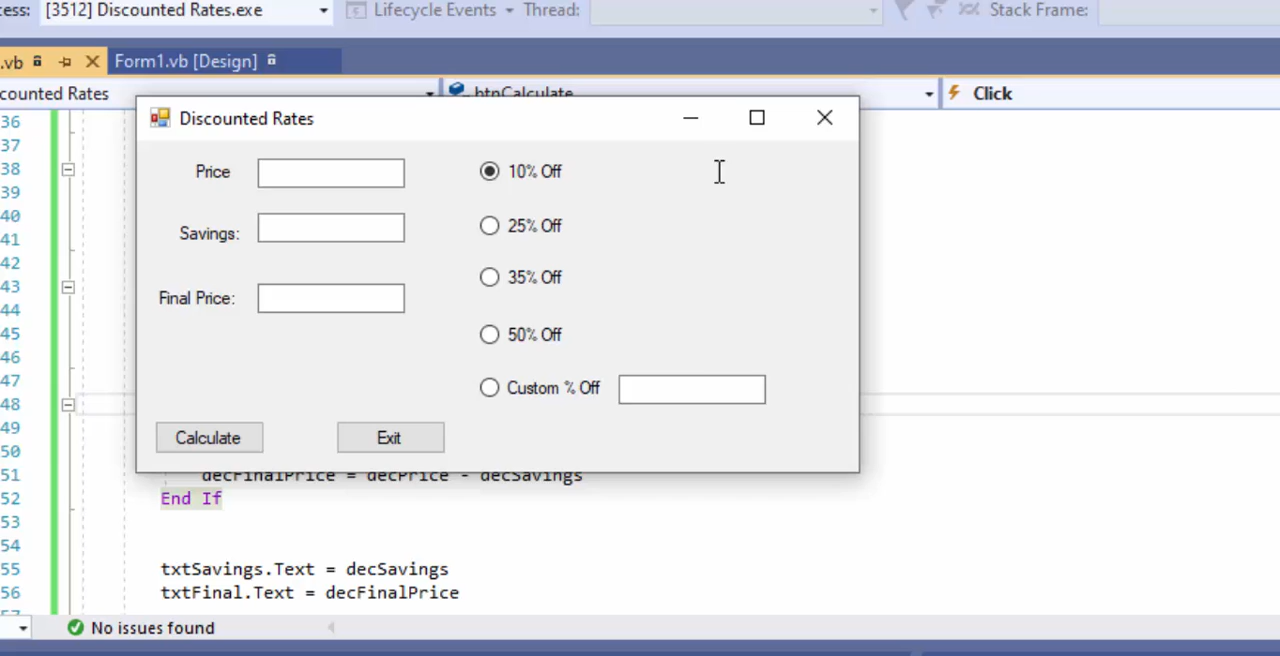 cess: [3512] Discounted Rates.exe Lifecycle Events Thread: Stack Frame:
.vb Form1.vb [Design]
counted Rates btnCalculate Click
Discounted Rates
Price 10% Off
Savings: 25% Off
35% Off
Final Price:
50% Off
Custom % Off
Calculate Exit
36
37
38
39
40
41
42
43
44
45
46
47
48
49
50
51 decFinalPrice = decPrice - decSavings
52 End If
53
54
55 txtSavings.Text = decSavings
56 txtFinal.Text = decFinalPrice
57
No issues found